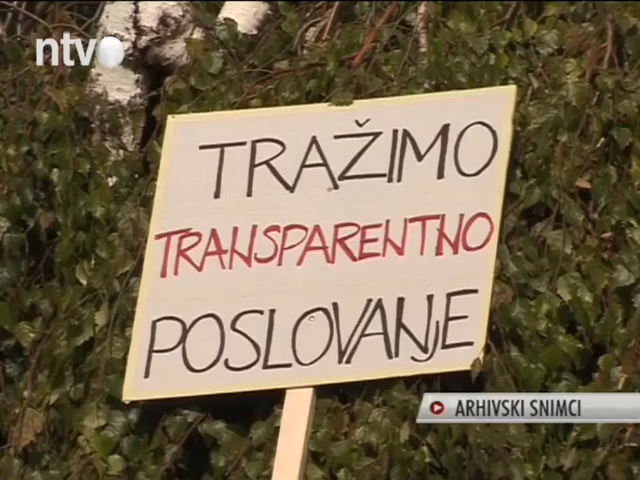 ntv
TRAŽIMO
TRANSPARENTNO
POSLOVANJE
ARHIVSKI SNIMCI